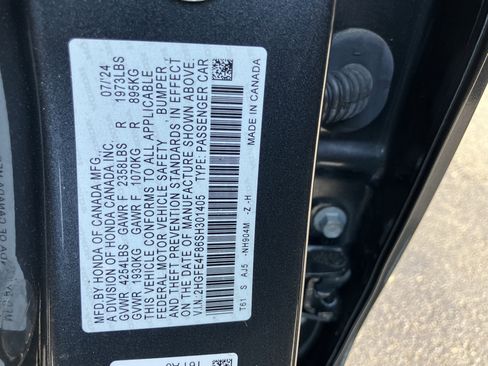 MFD. BY HONDA OF CANADA MFG. 07/24
A DIVISION OF HONDA CANADA INC.
GVWR 4254LBS GAWR F 2358LBS R 1973LBS
GVWR 1930KG GAWR F 1070KG R 895KG
THIS VEHICLE CONFORMS TO ALL APPLICABLE
FEDERAL MOTOR VEHICLE SAFETY, BUMPER,
AND THEFT PREVENTION STANDARDS IN EFFECT
ON THE DATE OF MANUFACTURE SHOWN ABOVE.
V.I.N:2HGFE4F86SH301405 TYPE:PASSENGER CAR
T61 S AJ5 -NH904M -Z -H MADE IN CANADA